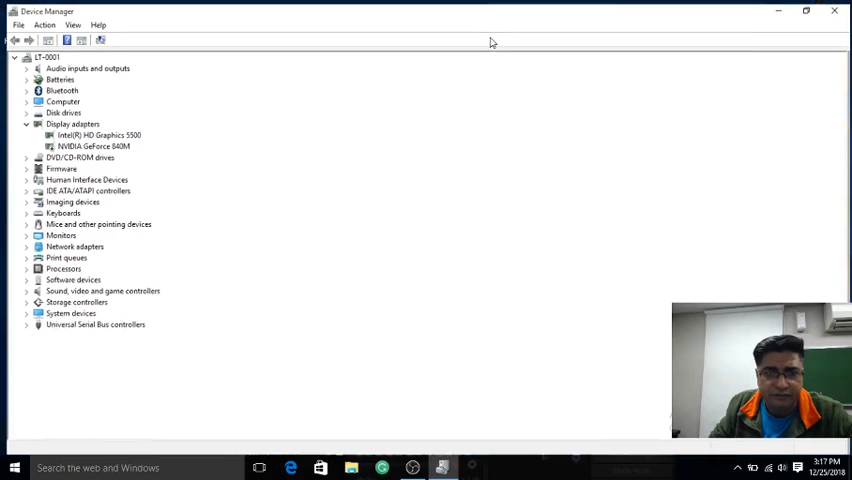 Device Manager
File Action View Help
LT-0001
Audio inputs and outputs
Batteries
Bluetooth
Computer
Disk drives
Display adapters
Intel(R) HD Graphics 5500
NVIDIA GeForce 840M
DVD/CD-ROM drives
Firmware
Human Interface Devices
IDE ATA/ATAPI controllers
Imaging devices
Keyboards
Mice and other pointing devices
Monitors
Network adapters
Print queues
Processors
Software devices
Sound, video and game controllers
Storage controllers
System devices
Universal Serial Bus controllers
Search the web and Windows
3:17 PM
12/25/2018